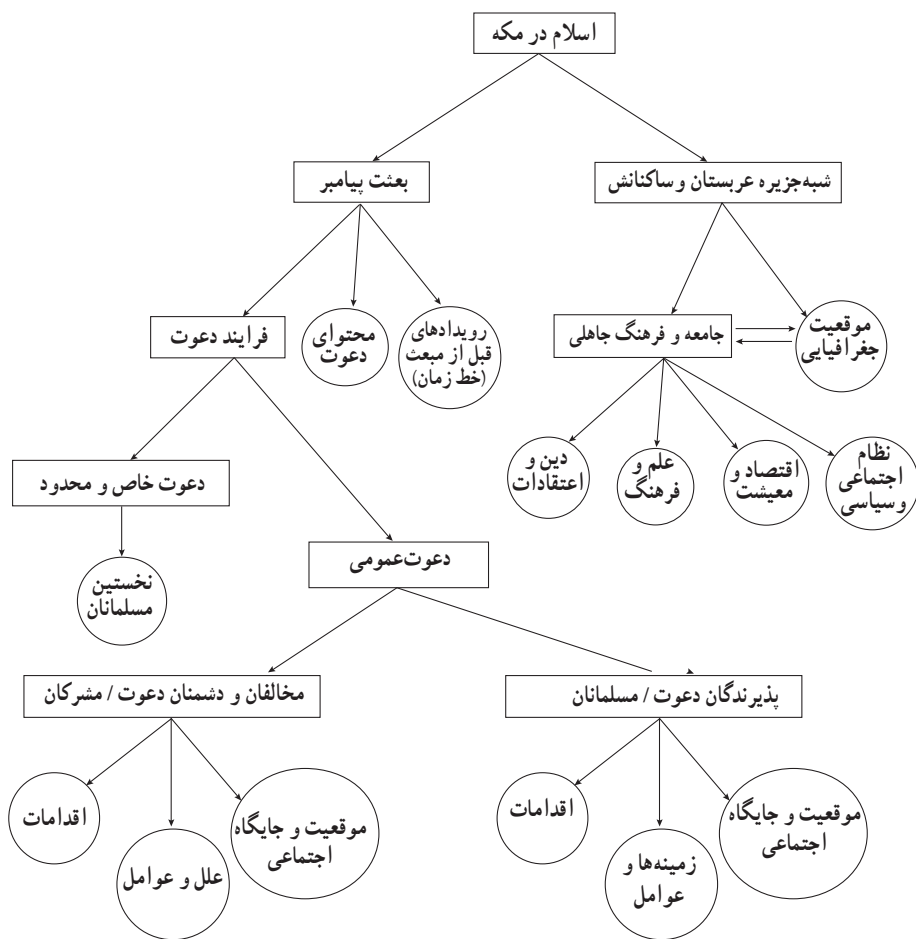 اسلام در مکه
شبه‌جزیره عربستان و ساکنانش
بعثت پیامبر
موقعیت
جغرافیایی
جامعه و فرهنگ جاهلی
رویدادهای
قبل از مبعث
(خط زمان)
محتوای
دعوت
فرایند دعوت
نظام
اجتماعی
و سیاسی
اقتصاد و
معیشت
علم و
فرهنگ
دین و
اعتقادات
دعوت خاص و محدود
نخستین
مسلمانان
دعوت عمومی
پذیرندگان دعوت / مسلمانان
مخالفان و دشمنان دعوت / مشرکان
موقعیت و جایگاه
اجتماعی
زمینه‌ها و
عوامل
اقدامات
موقعیت و جایگاه
اجتماعی
علل و عوامل
اقدامات